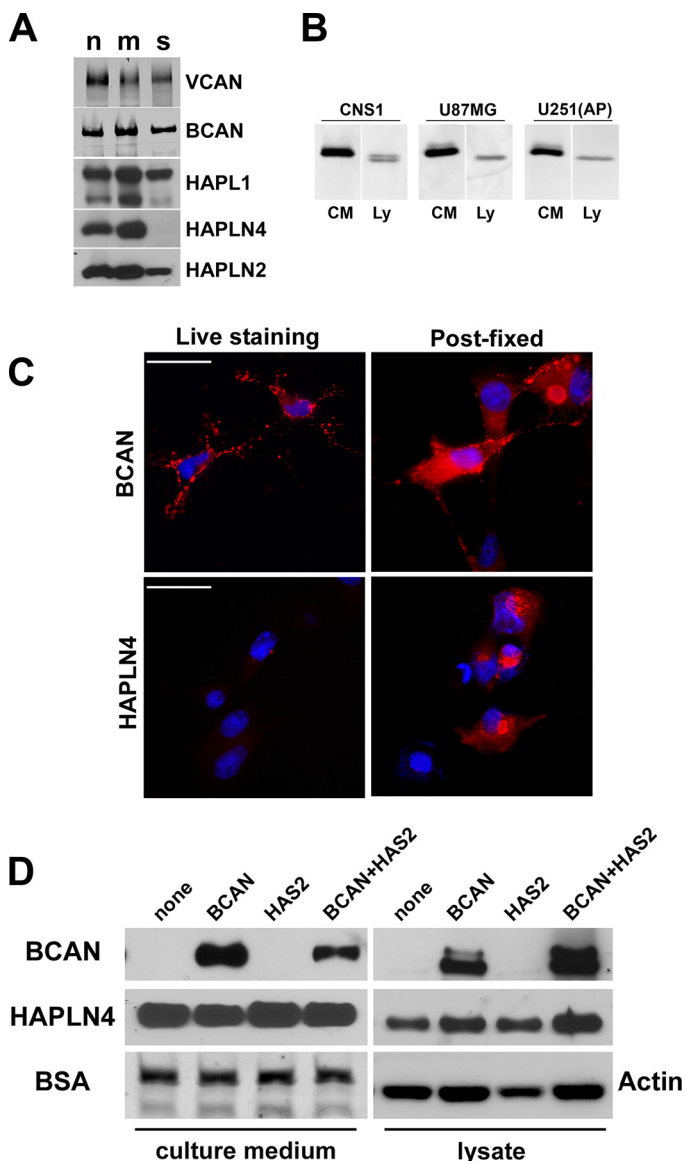 A
n m s
VCAN
BCAN
HAPL1
HAPLN4
HAPLN2
B
CNS1 U87MG U251(AP)
CM Ly CM Ly CM Ly
C
Live staining Post-fixed
BCAN
HAPLN4
D
none BCAN HAS2 BCAN+HAS2 none BCAN HAS2 BCAN+HAS2
BCAN
HAPLN4
BSA Actin
culture medium lysate